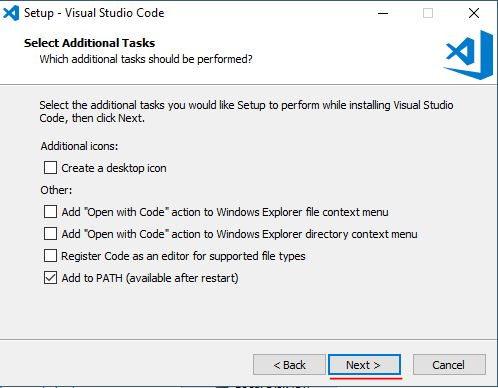 Setup - Visual Studio Code
Select Additional Tasks
Which additional tasks should be performed?
Select the additional tasks you would like Setup to perform while installing Visual Studio
Code, then click Next.
Additional icons:
Create a desktop icon
Other:
Add "Open with Code" action to Windows Explorer file context menu
Add "Open with Code" action to Windows Explorer directory context menu
Register Code as an editor for supported file types
Add to PATH (available after restart)
< Back
Next >
Cancel